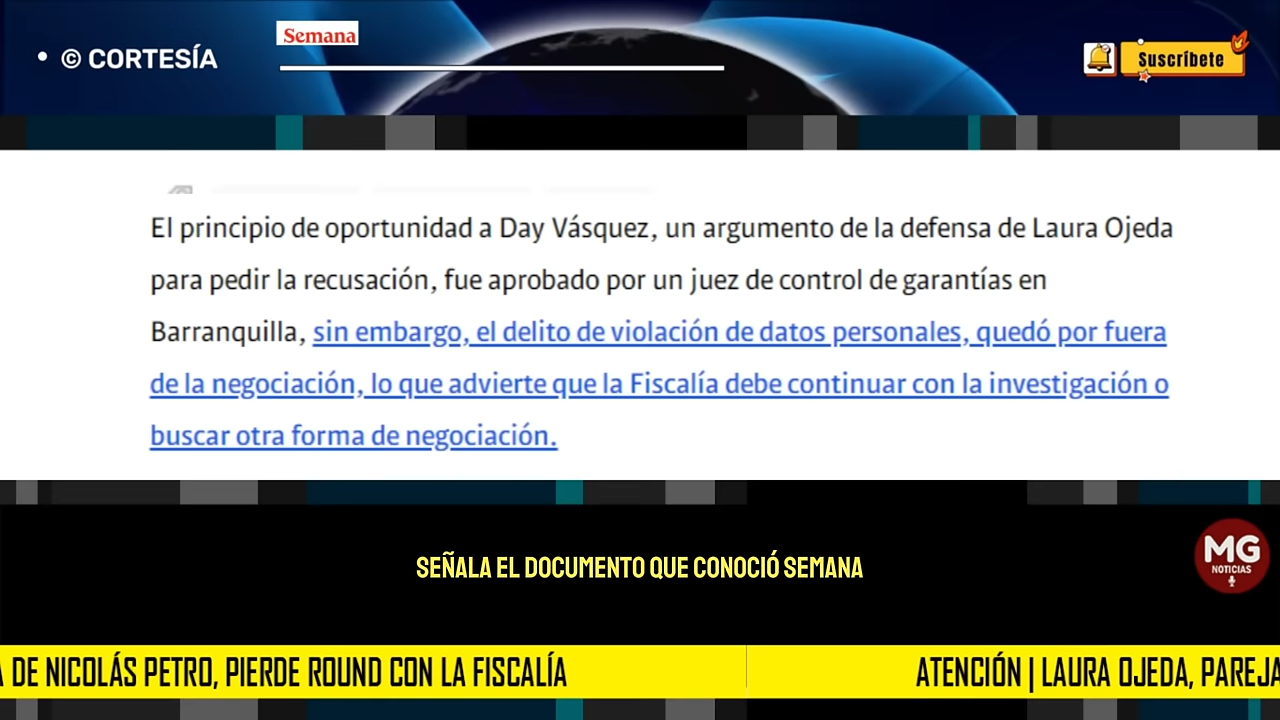 • © CORTESÍA
Semana
Suscríbete
El principio de oportunidad a Day Vásquez, un argumento de la defensa de Laura Ojeda
para pedir la recusación, fue aprobado por un juez de control de garantías en
Barranquilla, sin embargo, el delito de violación de datos personales, quedó por fuera
de la negociación, lo que advierte que la Fiscalía debe continuar con la investigación o
buscar otra forma de negociación.
SEÑALA EL DOCUMENTO QUE CONOCIÓ SEMANA
MG
NOTICIAS
A DE NICOLÁS PETRO, PIERDE ROUND CON LA FISCALÍA
ATENCIÓN | LAURA OJEDA, PAREJA